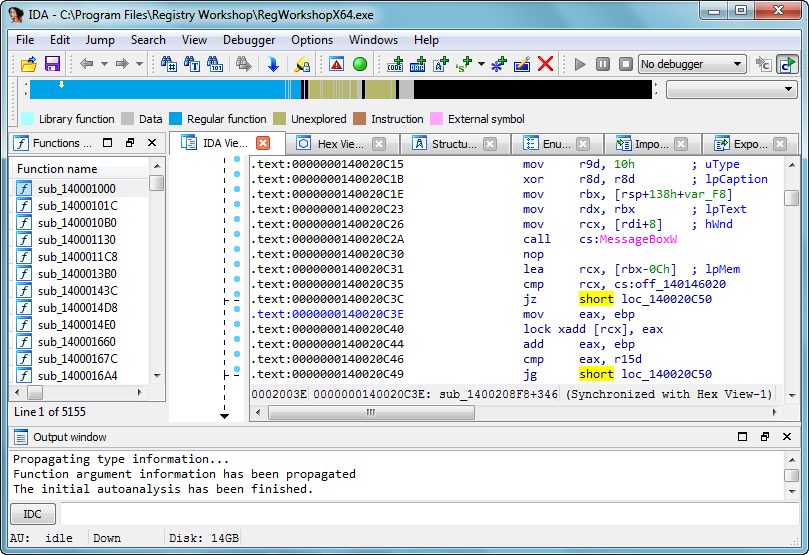 IDA - C:\Program Files\Registry Workshop\RegWorkshopX64.exe
File Edit Jump Search View Debugger Options Windows Help
No debugger
Library function Data Regular function Unexplored Instruction External symbol
Functions ...
IDA Vie... Hex Vie... Structu... Enu... Impo... Expo...
Function name
sub_140001000
sub_14000101C
sub_1400010B0
sub_140001130
sub_1400011C8
sub_1400013B0
sub_14000143C
sub_1400014D8
sub_1400014E0
sub_140001660
sub_14000167C
sub_1400016A4
Line 1 of 5155
.text:0000000140020C15 mov r9d, 10h ; uType
.text:0000000140020C1B xor r8d, r8d ; lpCaption
.text:0000000140020C1E mov rbx, [rsp+138h+var_F8]
.text:0000000140020C23 mov rdx, rbx ; lpText
.text:0000000140020C26 mov rcx, [rdi+8] ; hWnd
.text:0000000140020C2A call cs:MessageBoxW
.text:0000000140020C30 nop
.text:0000000140020C31 lea rcx, [rbx-0Ch] ; lpMem
.text:0000000140020C35 cmp rcx, cs:off_140146020
.text:0000000140020C3C jz short loc_140020C50
.text:0000000140020C3E mov eax, ebp
.text:0000000140020C40 lock xadd [rcx], eax
.text:0000000140020C44 add eax, ebp
.text:0000000140020C46 cmp eax, r15d
.text:0000000140020C49 jg short loc_140020C50
0002003E 0000000140020C3E: sub_1400208F8+346 (Synchronized with Hex View-1)
Output window
Propagating type information...
Function argument information has been propagated
The initial autoanalysis has been finished.
IDC
AU: idle Down Disk: 14GB